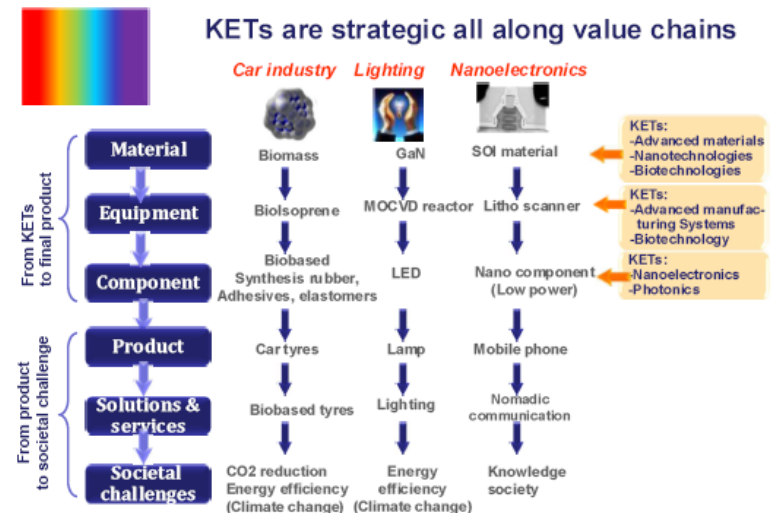 KETs are strategic all along value chains
Car industry
Lighting
Nanoelectronics
From KETs
to final product
Material
Biomass
GaN
SOI material
KETs:
-Advanced materials
-Nanotechnologies
-Biotechnologies
Equipment
BioIsoprene
MOCVD reactor
Litho scanner
KETs:
-Advanced manufac-
turing Systems
-Biotechnology
Component
Biobased
Synthesis rubber,
Adhesives, elastomers
LED
Nano component
(Low power)
KETs:
-Nanoelectronics
-Photonics
From product
to societal challenge
Product
Car tyres
Lamp
Mobile phone
Solutions &
services
Biobased tyres
Lighting
Nomadic
communication
Societal
challenges
CO2 reduction
Energy efficiency
(Climate change)
Energy
efficiency
(Climate change)
Knowledge
society